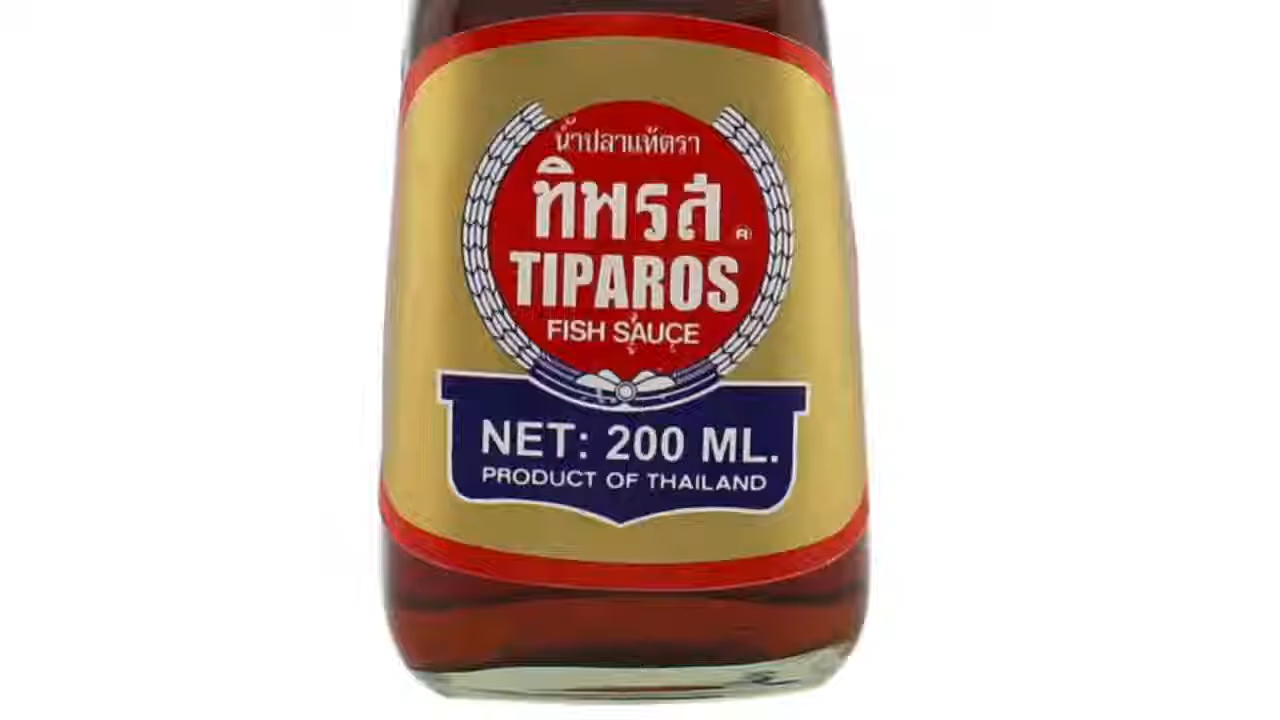 น้ำปลาแท้ตรา
ทิพรส ®
TIPAROS
FISH SAUCE
NET: 200 ML.
PRODUCT OF THAILAND